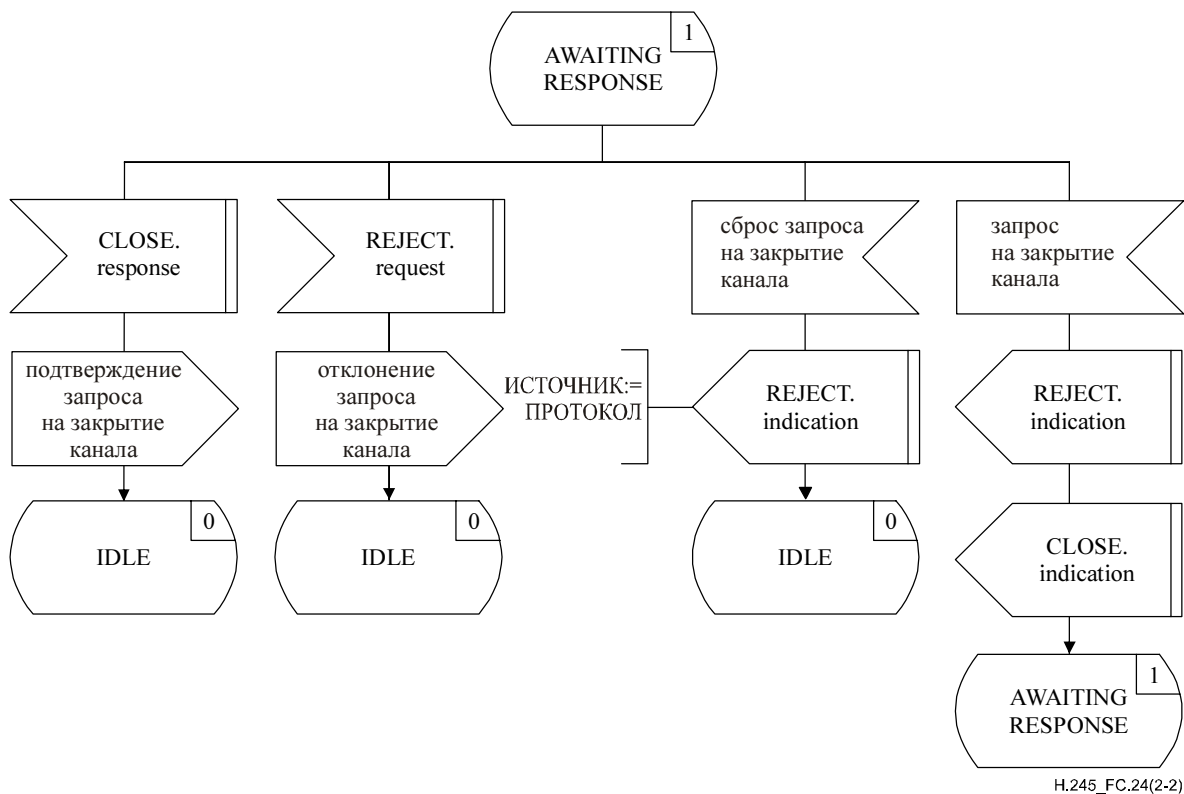 1
AWAITING
RESPONSE
CLOSE.
response
REJECT.
request
сброс запроса
на закрытие
канала
запрос
на закрытие
канала
подтверждение
запроса
на закрытие
канала
отклонение
запроса
на закрытие
канала
ИСТОЧНИК:=
ПРОТОКОЛ
REJECT.
indication
REJECT.
indication
0
IDLE
0
IDLE
0
IDLE
CLOSE.
indication
1
AWAITING
RESPONSE
H.245_FC.24(2-2)